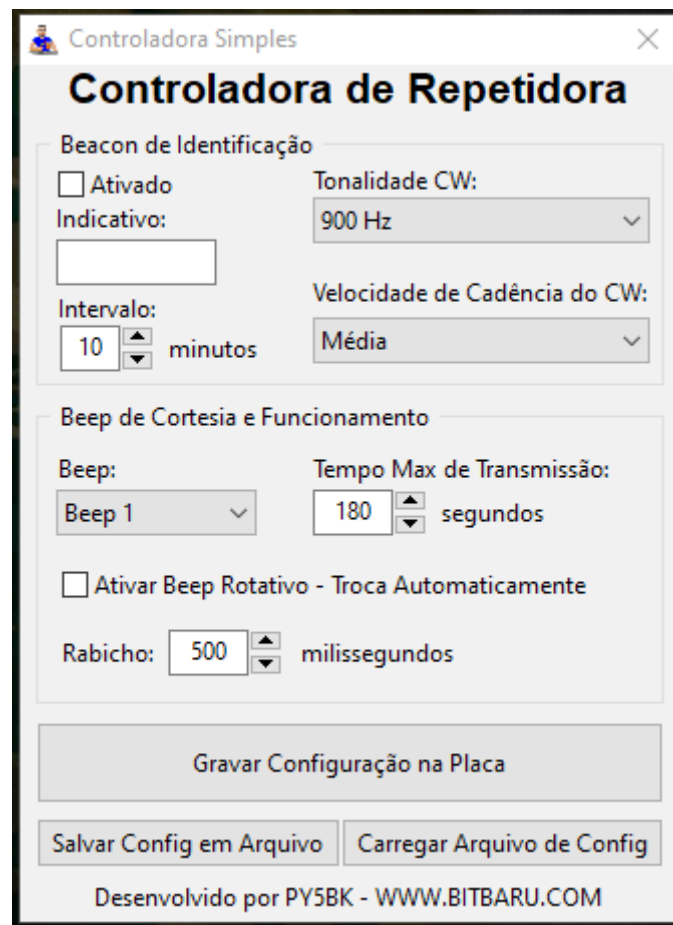 Controladora Simples
Controladora de Repetidora
Beacon de Identificação
Ativado
Tonalidade CW:
Indicativo:
900 Hz
Velocidade de Cadência do CW:
Intervalo:
10 minutos
Média
Beep de Cortesia e Funcionamento
Beep:
Tempo Max de Transmissão:
Beep 1
180 segundos
Ativar Beep Rotativo - Troca Automaticamente
Rabicho: 500 milissegundos
Gravar Configuração na Placa
Salvar Config em Arquivo
Carregar Arquivo de Config
Desenvolvido por PY5BK - WWW.BITBARU.COM